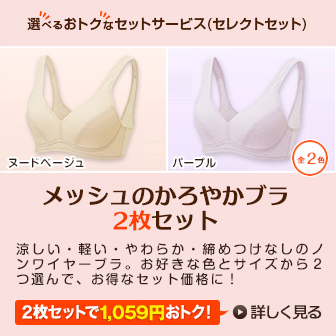 選べるおトクなセットサービス(セレクトセット)
ヌードベージュ
パープル
全2色
メッシュのかろやかブラ
2枚セット
涼しい・軽い・やわらか・締めつけなしのノ
ンワイヤーブラ。お好きな色とサイズから2
つ選んで、お得なセット価格に！
2枚セットで1,059円おトク!
詳しく見る